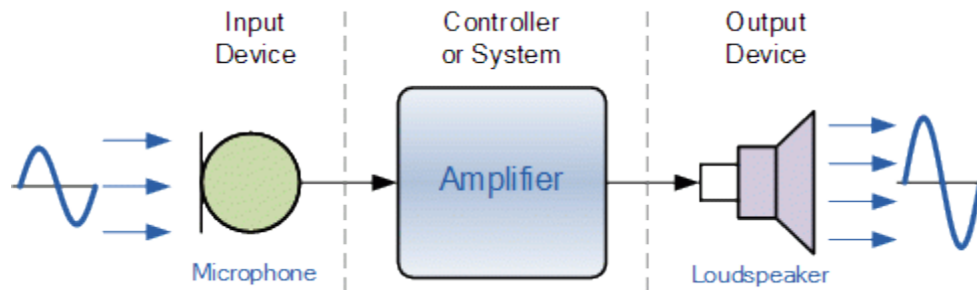 Input
Device
Controller
or System
Output
Device
Amplifier
Microphone
Loudspeaker